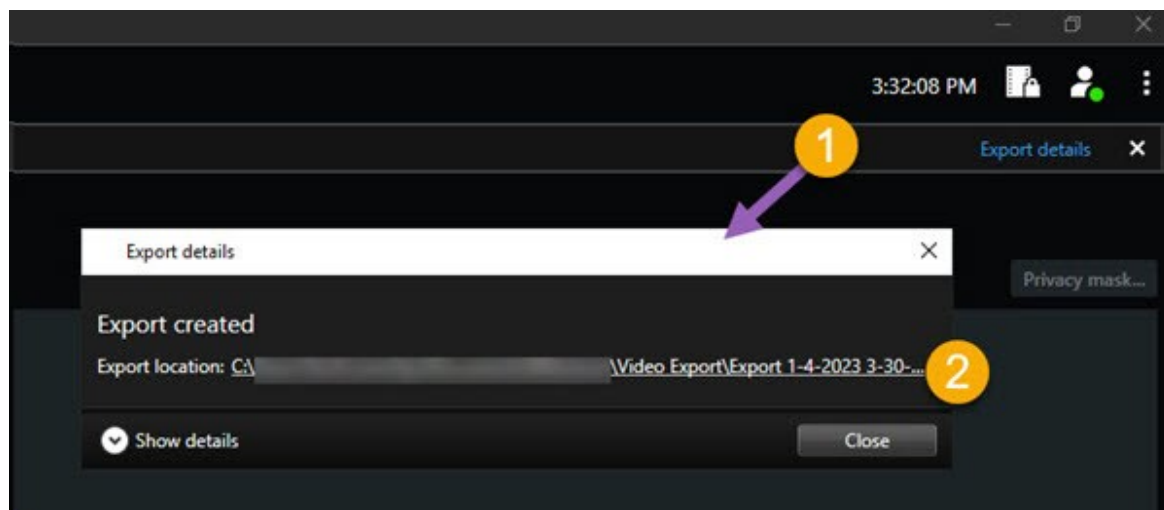 3:32:08 PM
1
Export details
Export details
Privacy mask...
Export created
Export location: C:\ \Video Export\Export 1-4-2023 3-30-...
2
Show details
Close